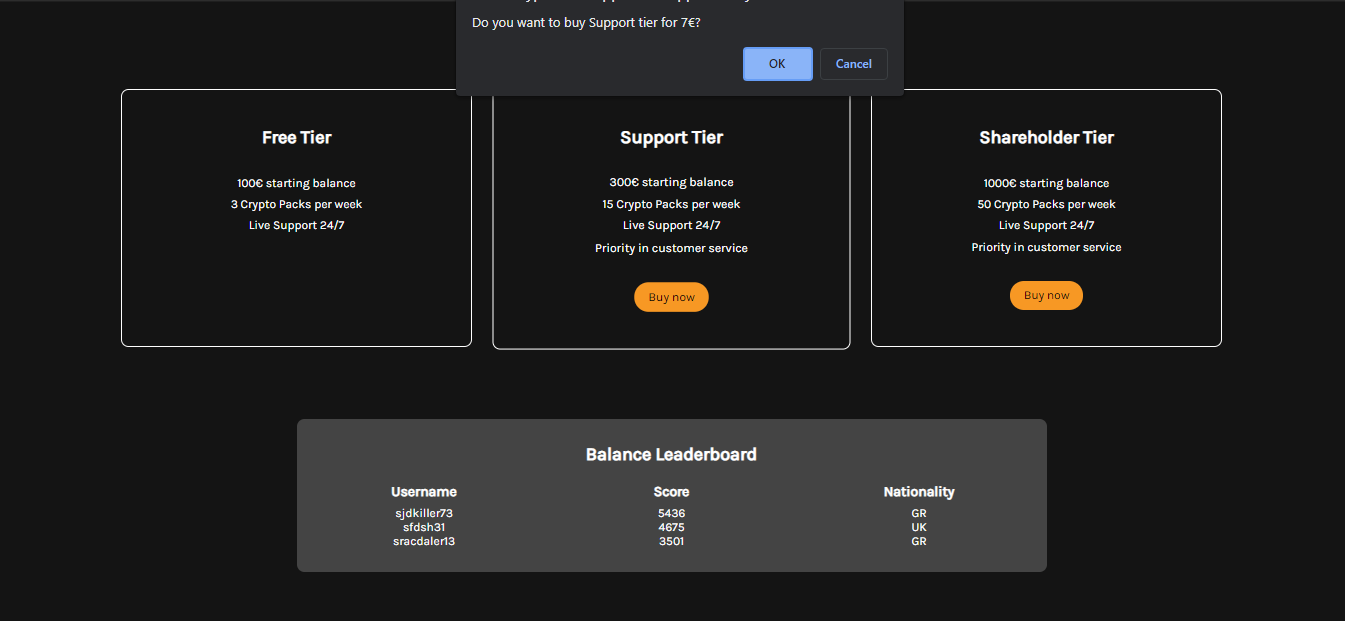 Do you want to buy Support tier for 7€?
OK
Cancel
Free Tier
100€ starting balance
3 Crypto Packs per week
Live Support 24/7
Support Tier
300€ starting balance
15 Crypto Packs per week
Live Support 24/7
Priority in customer service
Buy now
Shareholder Tier
1000€ starting balance
50 Crypto Packs per week
Live Support 24/7
Priority in customer service
Buy now
Balance Leaderboard
Username Score Nationality
sjdkiller73 5436 GR
sfdsh31 4675 UK
sracdaler13 3501 GR